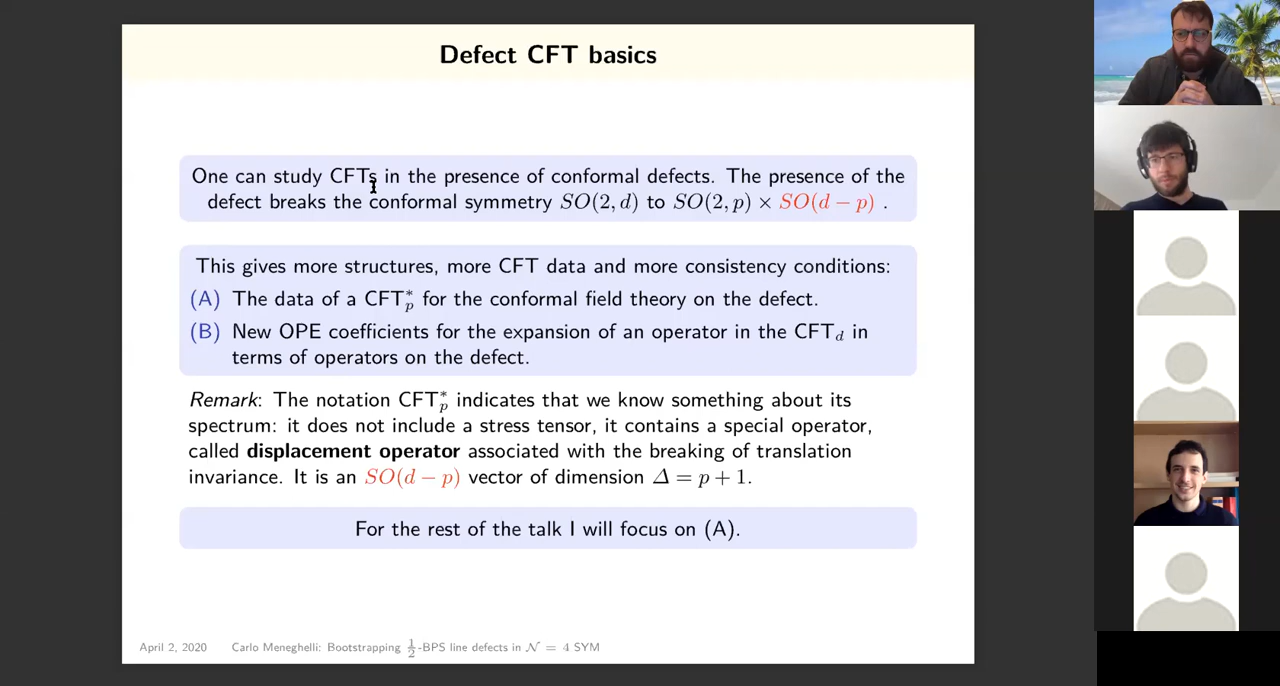 Defect CFT basics
One can study CFTs in the presence of conformal defects. The presence of the
defect breaks the conformal symmetry SO(2, d) to SO(2, p) × SO(d − p) .
This gives more structures, more CFT data and more consistency conditions:
(A) The data of a CFT*ₚ for the conformal field theory on the defect.
(B) New OPE coefficients for the expansion of an operator in the CFT_d in
terms of operators on the defect.
Remark: The notation CFT*ₚ indicates that we know something about its
spectrum: it does not include a stress tensor, it contains a special operator,
called displacement operator associated with the breaking of translation
invariance. It is an SO(d − p) vector of dimension Δ = p + 1.
For the rest of the talk I will focus on (A).
April 2, 2020 Carlo Meneghelli: Bootstrapping ½-BPS line defects in 𝒩 = 4 SYM